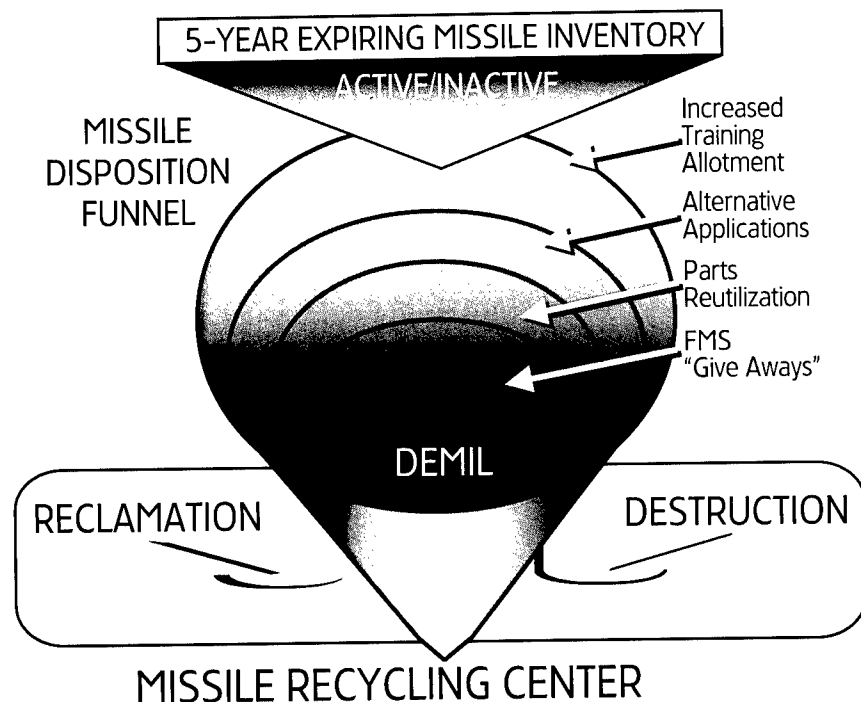 5-YEAR EXPIRING MISSILE INVENTORY
ACTIVE/INACTIVE
MISSILE
DISPOSITION
FUNNEL
Increased
Training
Allotment
Alternative
Applications
Parts
Reutilization
FMS
"Give Aways"
DEMIL
RECLAMATION
DESTRUCTION
MISSILE RECYCLING CENTER